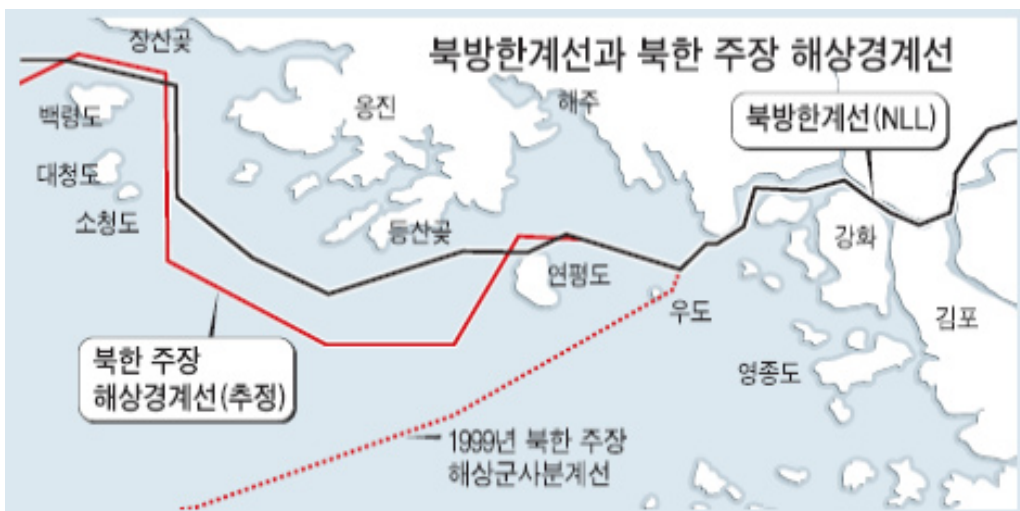 북방한계선과 북한 주장 해상경계선
장산곶
백령도
대청도
소청도
옹진
해주
북방한계선(NLL)
등산곶
연평도
우도
강화
김포
영종도
북한 주장
해상경계선(추정)
1999년 북한 주장
해상군사분계선